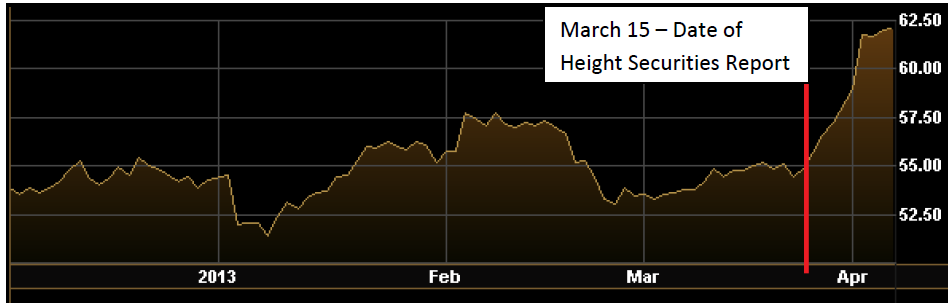 March 15 – Date of
Height Securities Report
62.50
60.00
57.50
55.00
52.50
2013 Feb Mar Apr